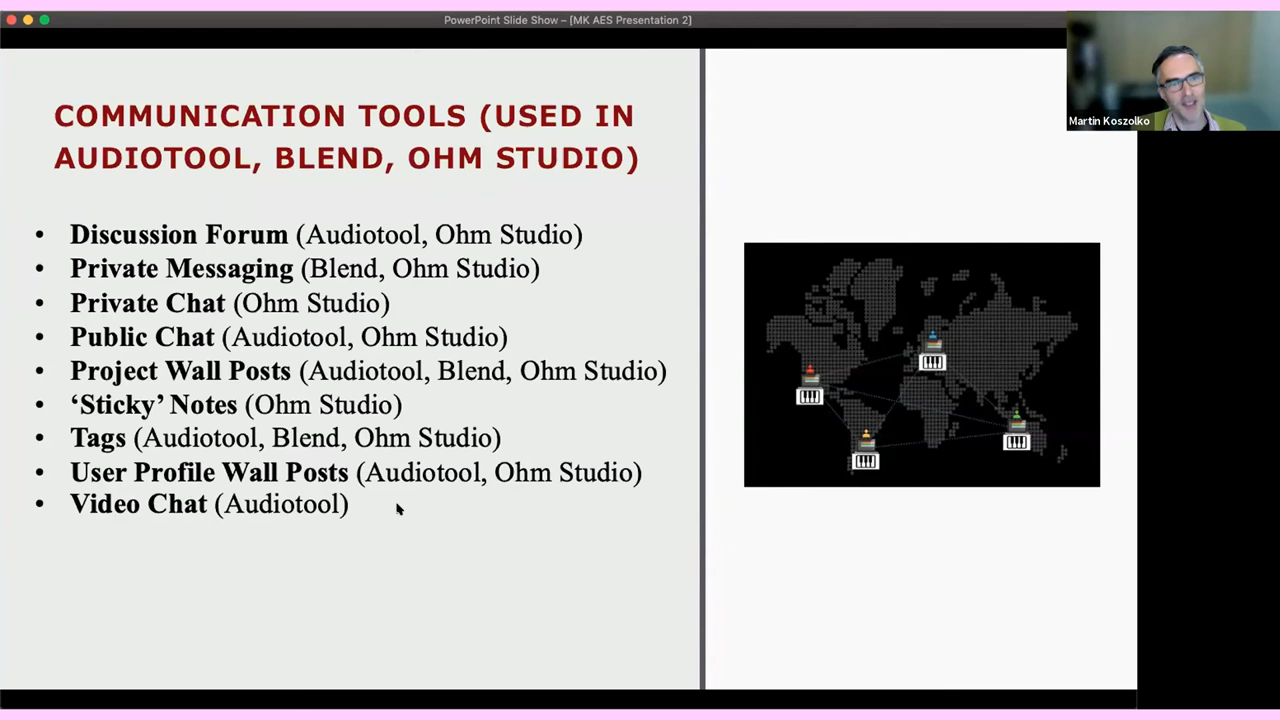 PowerPoint Slide Show – [MK AES Presentation 2]
COMMUNICATION TOOLS (USED IN
AUDIOTOOL, BLEND, OHM STUDIO)
• Discussion Forum (Audiotool, Ohm Studio)
• Private Messaging (Blend, Ohm Studio)
• Private Chat (Ohm Studio)
• Public Chat (Audiotool, Ohm Studio)
• Project Wall Posts (Audiotool, Blend, Ohm Studio)
• ‘Sticky’ Notes (Ohm Studio)
• Tags (Audiotool, Blend, Ohm Studio)
• User Profile Wall Posts (Audiotool, Ohm Studio)
• Video Chat (Audiotool)
Martin Koszolko